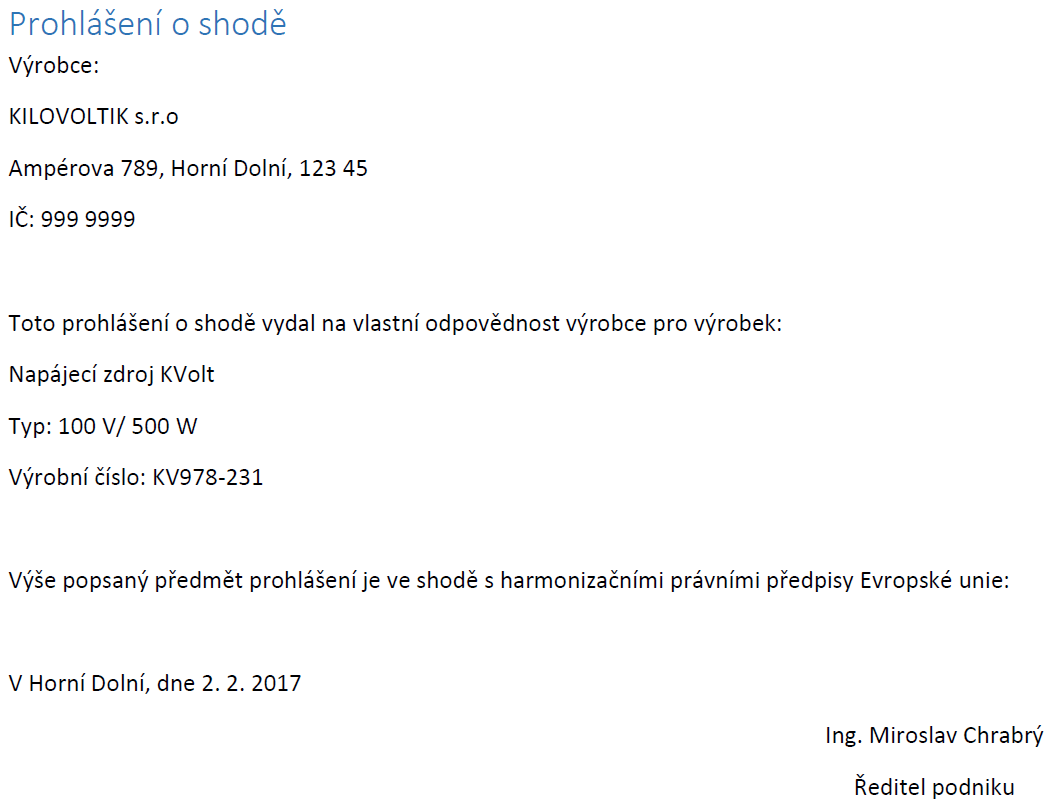 Prohlášení o shodě
Výrobce:
KILOVOLTIK s.r.o
Ampérova 789, Horní Dolní, 123 45
IČ: 999 9999
Toto prohlášení o shodě vydal na vlastní odpovědnost výrobce pro výrobek:
Napájecí zdroj KVolt
Typ: 100 V/ 500 W
Výrobní číslo: KV978-231
Výše popsaný předmět prohlášení je ve shodě s harmonizačními právními předpisy Evropské unie:
V Horní Dolní, dne 2. 2. 2017
Ing. Miroslav Chrabrý
Ředitel podniku